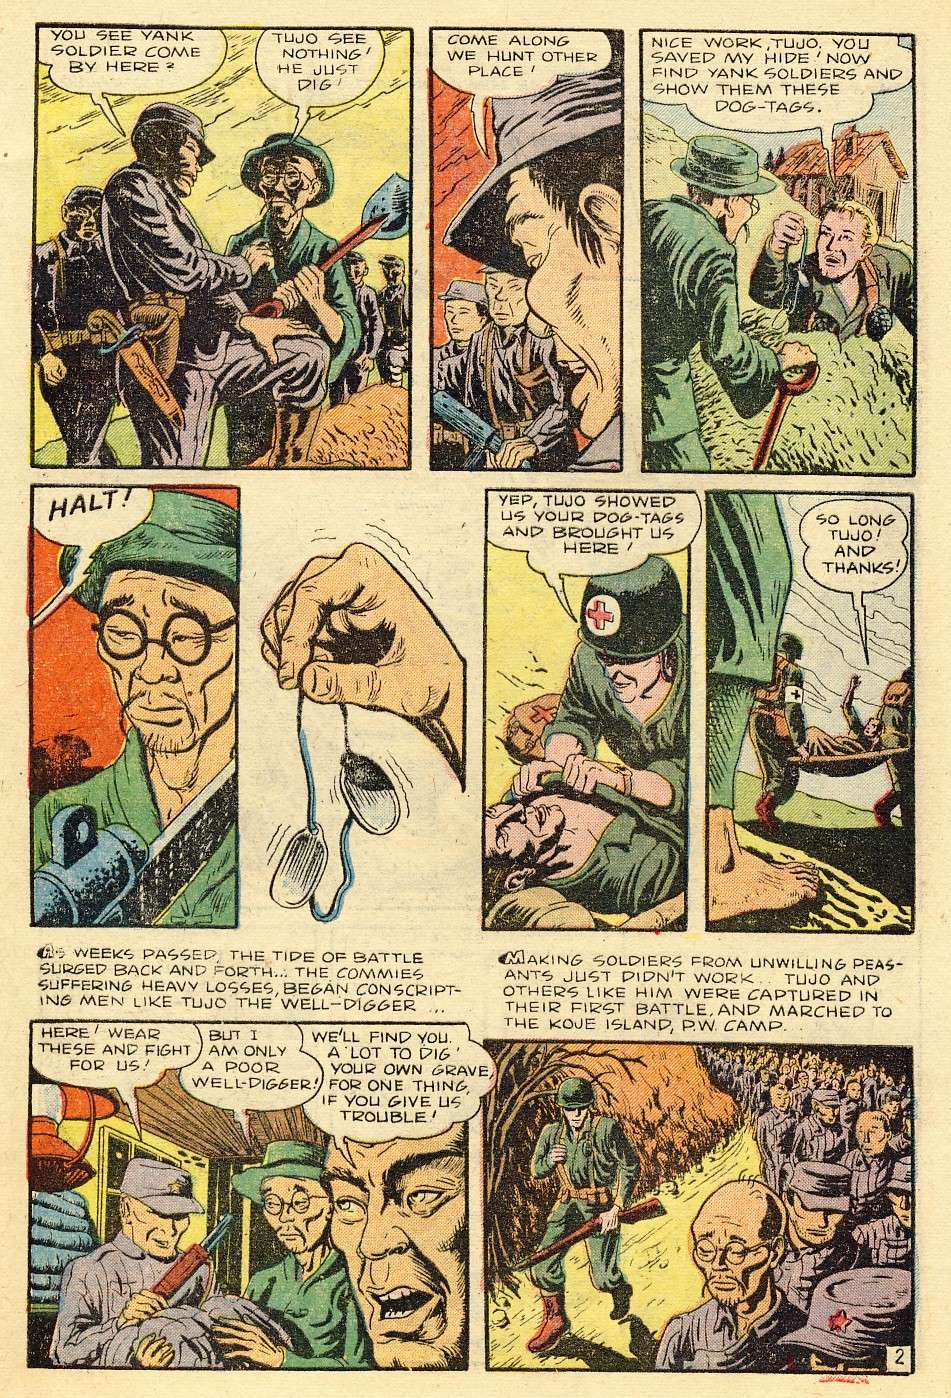 YOU SEE YANK
SOLDIER COME
BY HERE?
TUJO SEE
NOTHING!
HE JUST
DIG!
COME ALONG
WE HUNT OTHER
PLACE!
NICE WORK, TUJO, YOU
SAVED MY HIDE! NOW
FIND YANK SOLDIERS AND
SHOW THEM THESE
DOG-TAGS.
HALT!
YEP, TUJO SHOWED
US YOUR DOG-TAGS
AND BROUGHT US
HERE!
SO LONG
TUJO!
AND
THANKS!
AS WEEKS PASSED, THE TIDE OF BATTLE
SURGED BACK AND FORTH... THE COMMIES
SUFFERING HEAVY LOSSES, BEGAN CONSCRIPT-
ING MEN LIKE TUJO THE WELL-DIGGER ...
HERE! WEAR
THESE AND FIGHT
FOR US!
BUT I
AM ONLY
A POOR
WELL-DIGGER!
WE'LL FIND YOU
A LOT TO DIG!
YOUR OWN GRAVE,
FOR ONE THING,
IF YOU GIVE US
TROUBLE!
MAKING SOLDIERS FROM UNWILLING PEAS-
ANTS JUST DIDN'T WORK... TUJO AND
OTHERS LIKE HIM WERE CAPTURED IN
THEIR FIRST BATTLE, AND MARCHED TO
THE KOJE ISLAND, P.W. CAMP...
2